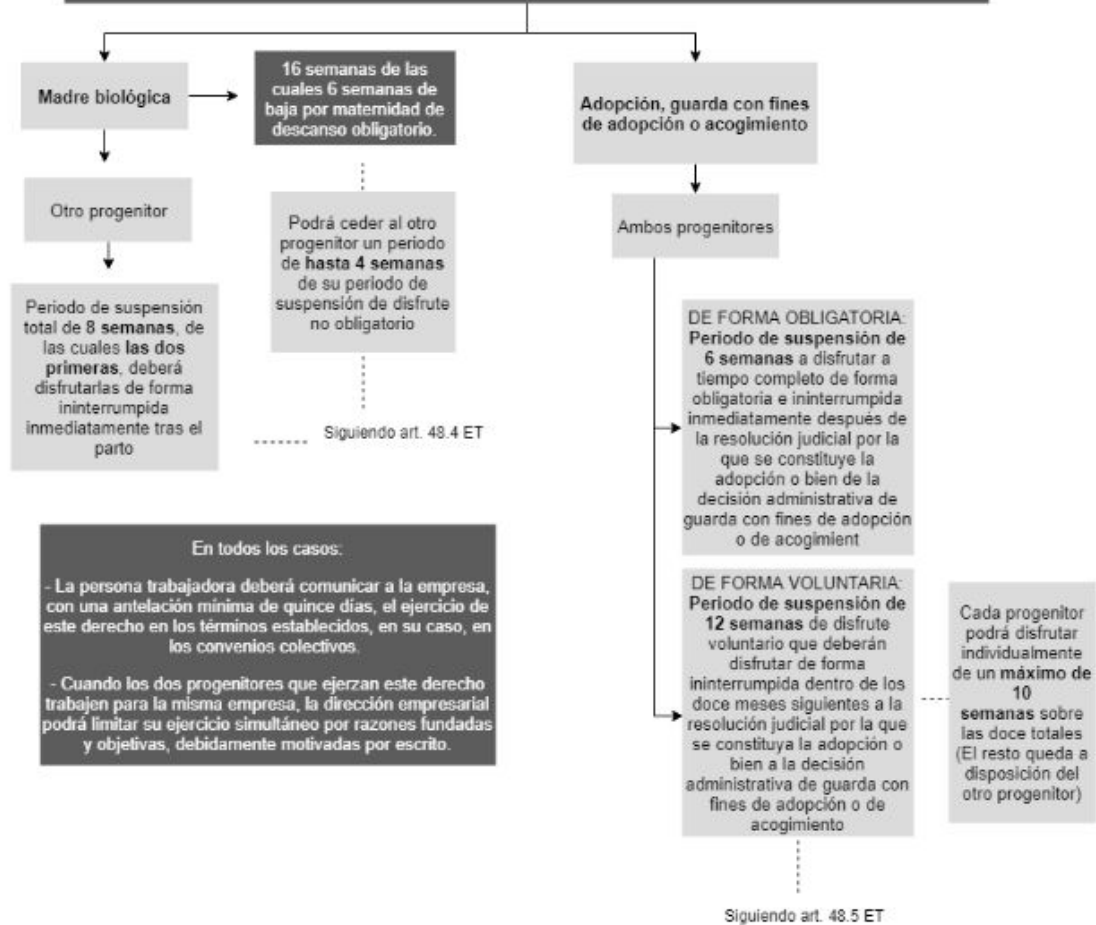 Madre biológica
16 semanas de las
cuales 6 semanas de
baja por maternidad de
descanso obligatorio.
Otro progenitor
Podrá ceder al otro
progenitor un periodo
de hasta 4 semanas
de su periodo de
suspensión de disfrute
no obligatorio
Periodo de suspensión
total de 8 semanas, de
las cuales las dos
primeras, deberá
disfrutarlas de forma
ininterrumpida
inmediatamente tras el
parto
Siguiendo art. 48.4 ET
En todos los casos:
- La persona trabajadora deberá comunicar a la empresa,
con una antelación mínima de quince días, el ejercicio de
este derecho en los términos establecidos, en su caso, en
los convenios colectivos.
- Cuando los dos progenitores que ejerzan este derecho
trabajen para la misma empresa, la dirección empresarial
podrá limitar su ejercicio simultáneo por razones fundadas
y objetivas, debidamente motivadas por escrito.
Adopción, guarda con fines
de adopción o acogimiento
Ambos progenitores
DE FORMA OBLIGATORIA:
Periodo de suspensión de
6 semanas a disfrutar a
tiempo completo de forma
obligatoria e ininterrumpida
inmediatamente después de
la resolución judicial por la
que se constituye la
adopción o bien de la
decisión administrativa de
guarda con fines de adopción
o de acogimient
DE FORMA VOLUNTARIA:
Periodo de suspensión de
12 semanas de disfrute
voluntario que deberán
disfrutar de forma
ininterrumpida dentro de los
doce meses siguientes a la
resolución judicial por la que
se constituya la adopción o
bien a la decisión
administrativa de guarda con
fines de adopción o de
acogimiento
Cada progenitor
podrá disfrutar
individualmente
de un máximo de
10
semanas sobre
las doce totales
(El resto queda a
disposición del
otro progenitor)
Siguiendo art. 48.5 ET